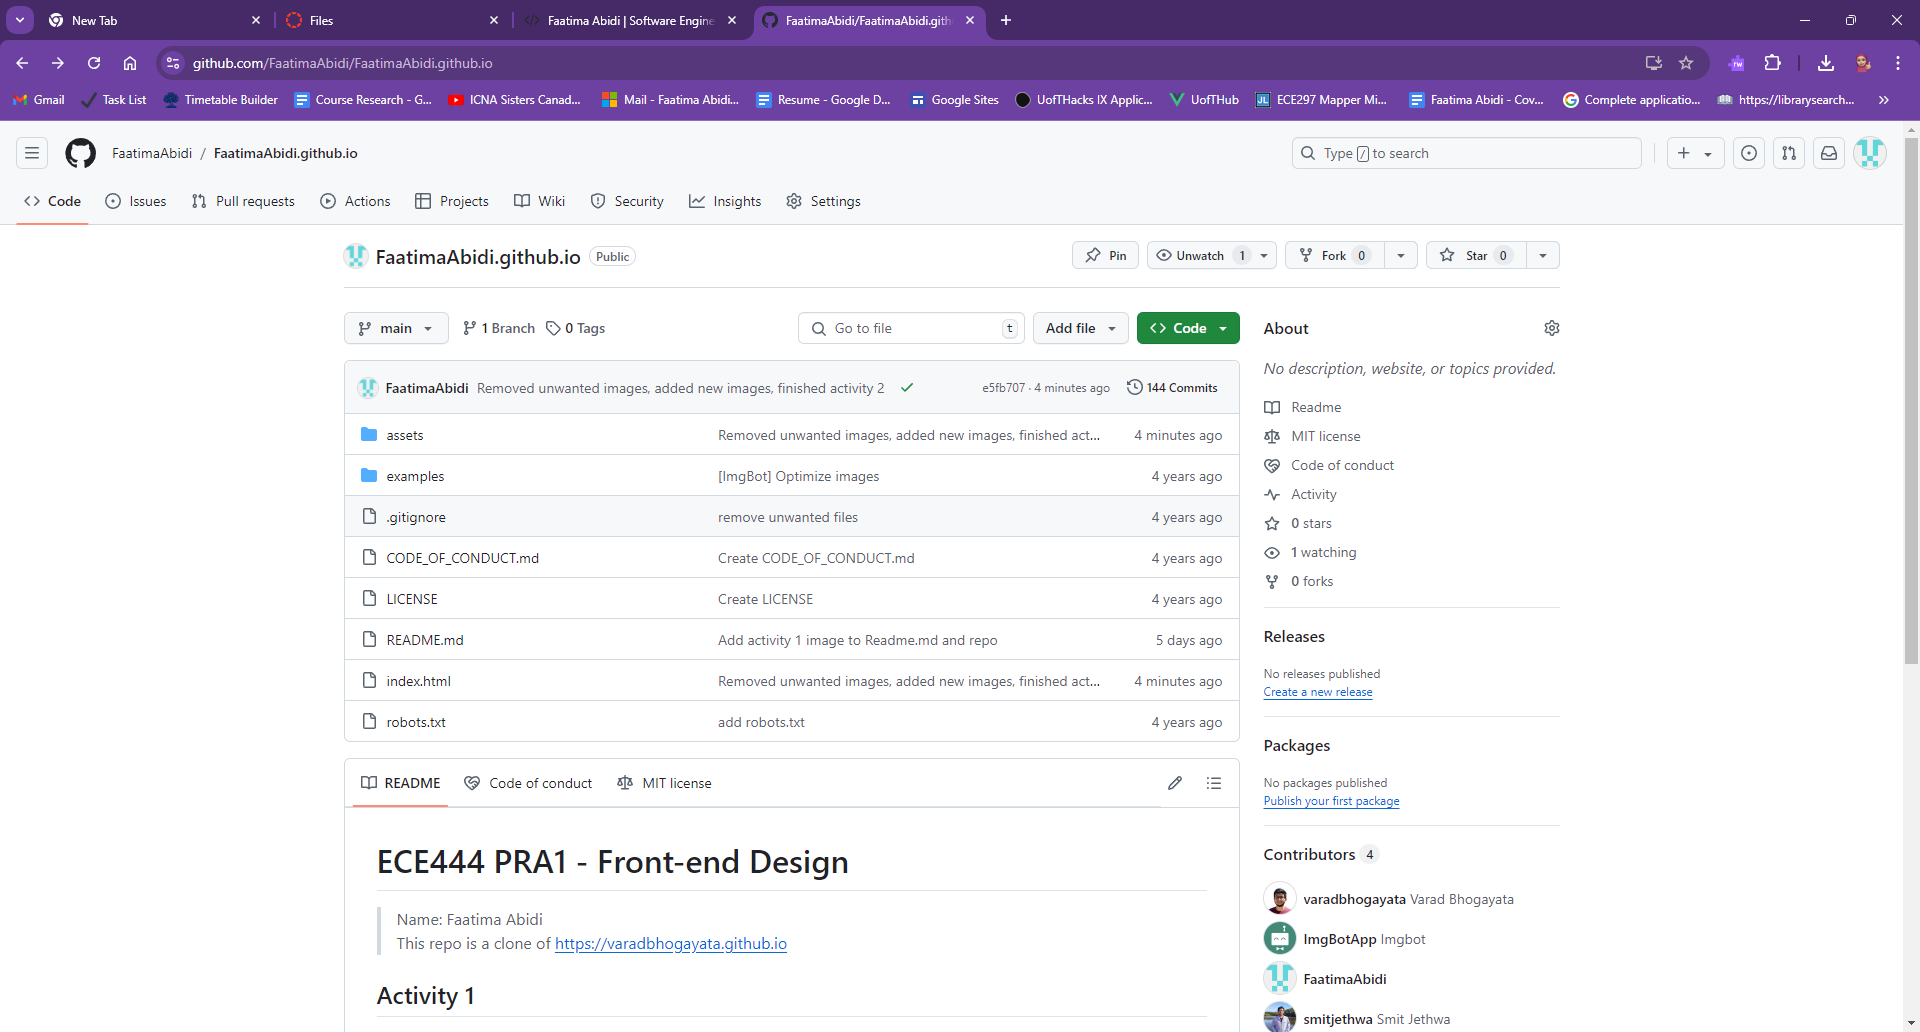 New Tab
Files
Faatima Abidi | Software Engine
FaatimaAbidi/FaatimaAbidi.gith
github.com/FaatimaAbidi/FaatimaAbidi.github.io
Gmail
Task List
Timetable Builder
Course Research - G...
ICNA Sisters Canad...
Mail - Faatima Abidi...
Resume - Google D...
Google Sites
UofTHacks IX Applic...
UofTHub
ECE297 Mapper Mi...
Faatima Abidi - Cov...
Complete applicatio...
https://librarysearch...
FaatimaAbidi / FaatimaAbidi.github.io
Type / to search
Code
Issues
Pull requests
Actions
Projects
Wiki
Security
Insights
Settings
FaatimaAbidi.github.io Public
Pin
Unwatch 1
Fork 0
Star 0
main
1 Branch
0 Tags
Go to file t
Add file
Code
FaatimaAbidi Removed unwanted images, added new images, finished activity 2
e5fb707 · 4 minutes ago
144 Commits
assets Removed unwanted images, added new images, finished act... 4 minutes ago
examples [ImgBot] Optimize images 4 years ago
.gitignore remove unwanted files 4 years ago
CODE_OF_CONDUCT.md Create CODE_OF_CONDUCT.md 4 years ago
LICENSE Create LICENSE 4 years ago
README.md Add activity 1 image to Readme.md and repo 5 days ago
index.html Removed unwanted images, added new images, finished act... 4 minutes ago
robots.txt add robots.txt 4 years ago
README
Code of conduct
MIT license
ECE444 PRA1 - Front-end Design
Name: Faatima Abidi
This repo is a clone of https://varadbhogayata.github.io
Activity 1
About
No description, website, or topics provided.
Readme
MIT license
Code of conduct
Activity
0 stars
1 watching
0 forks
Releases
No releases published
Create a new release
Packages
No packages published
Publish your first package
Contributors 4
varadbhogayata Varad Bhogayata
ImgBotApp Imgbot
FaatimaAbidi
smitjethwa Smit Jethwa